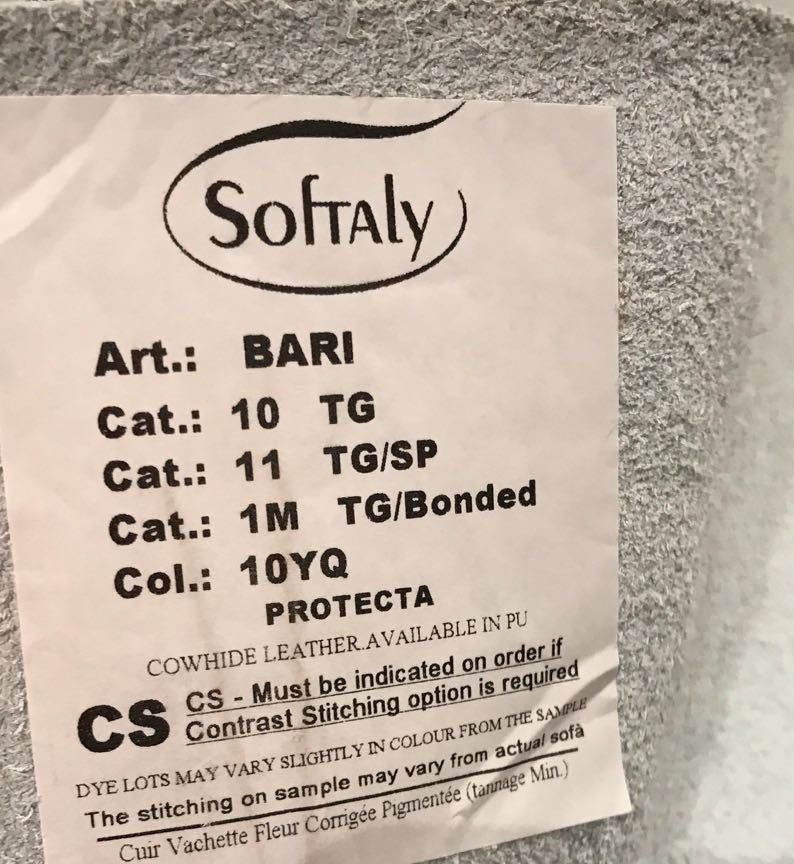 Softaly
Art.: BARI
Cat.: 10 TG
Cat.: 11 TG/SP
Cat.: 1M TG/Bonded
Col.: 10YQ
PROTECTA
COWHIDE LEATHER.AVAILABLE IN PU
CS CS - Must be indicated on order if
Contrast Stitching option is required
DYE LOTS MAY VARY SLIGHTLY IN COLOUR FROM THE SAMPLE
The stitching on sample may vary from actual sofà
Cuir Vachette Fleur Corrigée Pigmentée (tannage Min.)